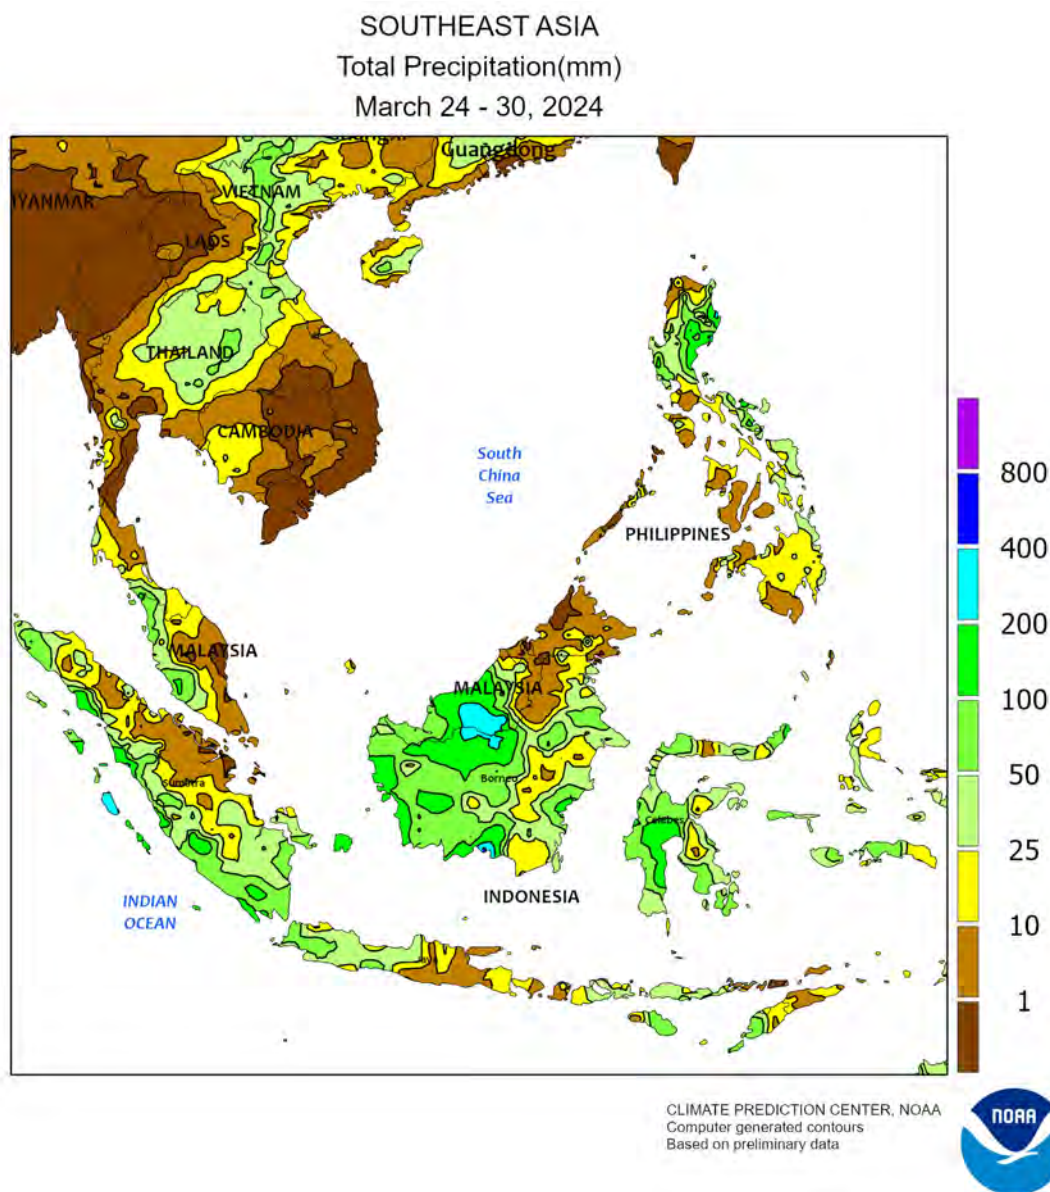 SOUTHEAST ASIA
Total Precipitation(mm)
March 24 - 30, 2024
Guangdong
VIETNAM
YANMAR
LAOS
THAILAND
CAMBODIA
South
China
Sea
PHILIPPINES
MALAYSIA
MALAYSIA
Borneo
Sumatra
Celebes
INDIAN
OCEAN
INDONESIA
800
400
200
100
50
25
10
1
CLIMATE PREDICTION CENTER, NOAA
Computer generated contours
Based on preliminary data
NOAA